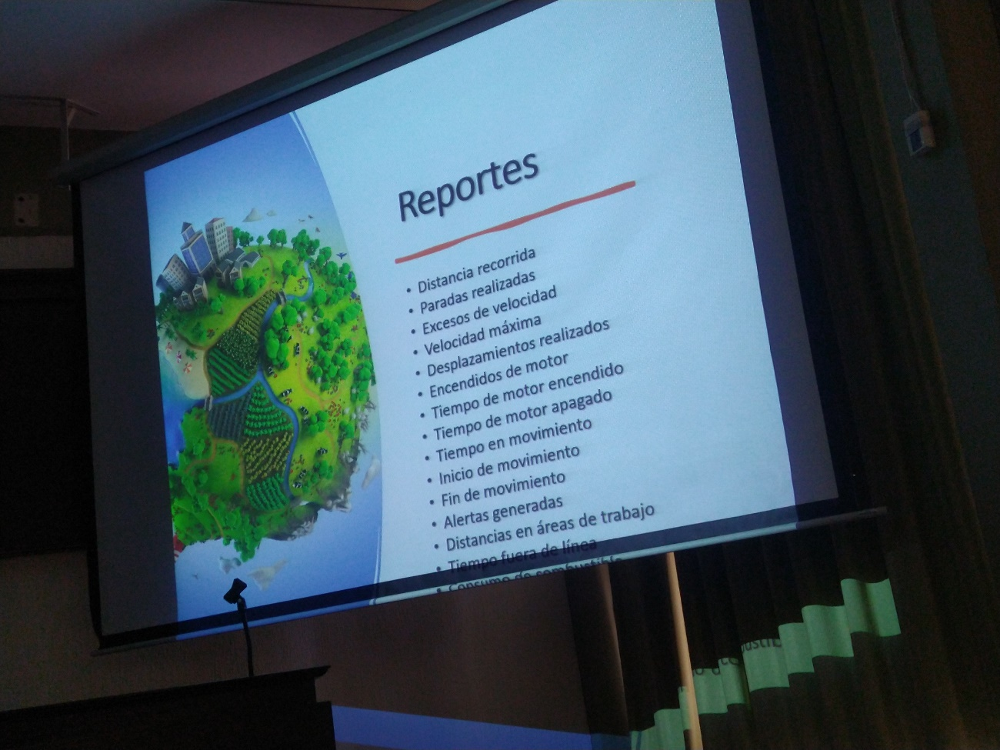 Reportes
• Distancia recorrida
• Paradas realizadas
• Excesos de velocidad
• Velocidad máxima
• Desplazamientos realizados
• Encendidos de motor
• Tiempo de motor encendido
• Tiempo de motor apagado
• Tiempo en movimiento
• Inicio de movimiento
• Fin de movimiento
• Alertas generadas
• Distancias en áreas de trabajo
• Tiempo fuera de línea
• Consumo de combustible